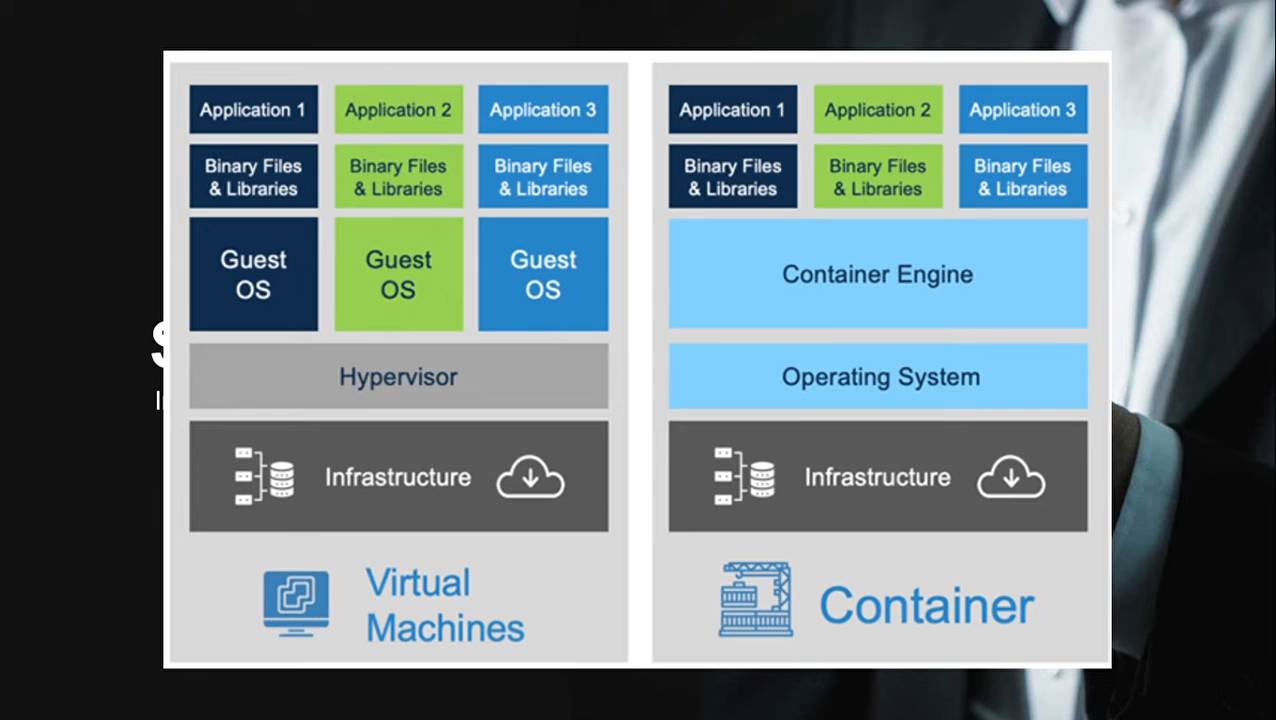 Application 1
Application 2
Application 3
Binary Files
& Libraries
Binary Files
& Libraries
Binary Files
& Libraries
Guest
OS
Guest
OS
Guest
OS
Hypervisor
Infrastructure
Virtual
Machines
Application 1
Application 2
Application 3
Binary Files
& Libraries
Binary Files
& Libraries
Binary Files
& Libraries
Container Engine
Operating System
Infrastructure
Container